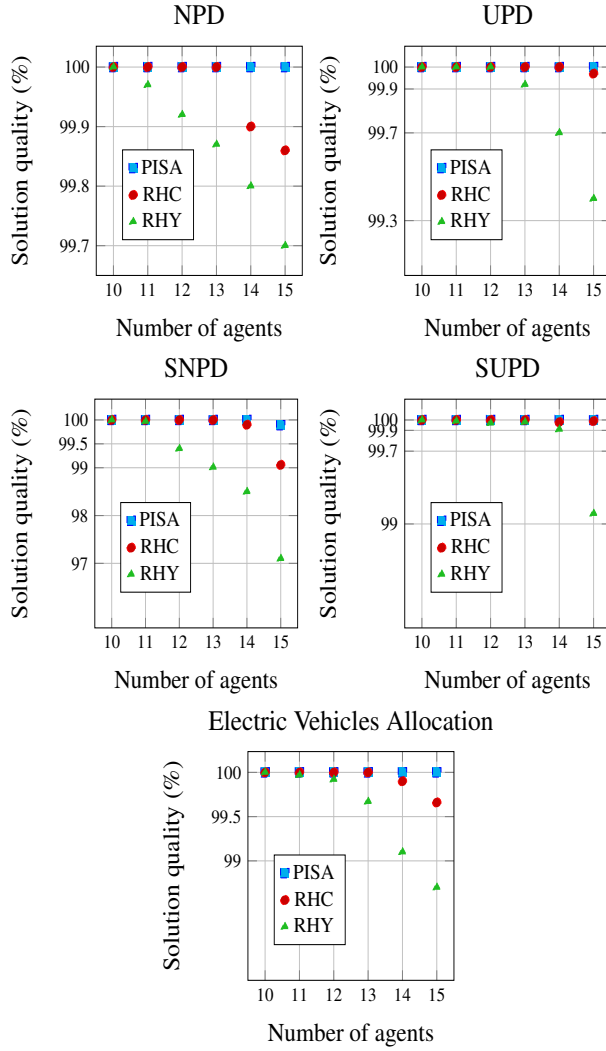 NPD
Solution quality (%)
100
99.9
99.8
99.7
PISA
RHC
RHY
10 11 12 13 14 15
Number of agents
UPD
Solution quality (%)
100
99.9
99.7
99.3
PISA
RHC
RHY
10 11 12 13 14 15
Number of agents
SNPD
Solution quality (%)
100
99.5
99
98
97
PISA
RHC
RHY
10 11 12 13 14 15
Number of agents
SUPD
Solution quality (%)
100
99.9
99.7
99
PISA
RHC
RHY
10 11 12 13 14 15
Number of agents
Electric Vehicles Allocation
Solution quality (%)
100
99.5
99
PISA
RHC
RHY
10 11 12 13 14 15
Number of agents